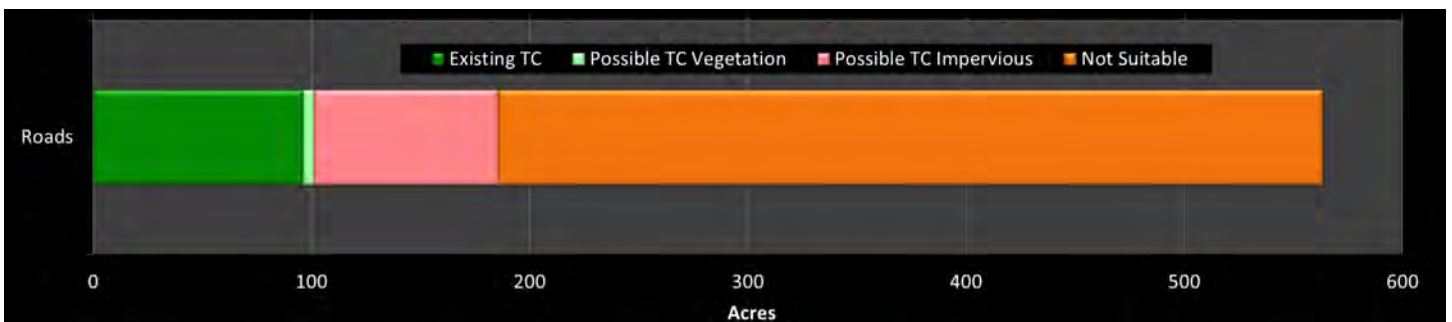 Existing TC Possible TC Vegetation Possible TC Impervious Not Suitable
Roads
0 100 200 300 400 500 600
Acres